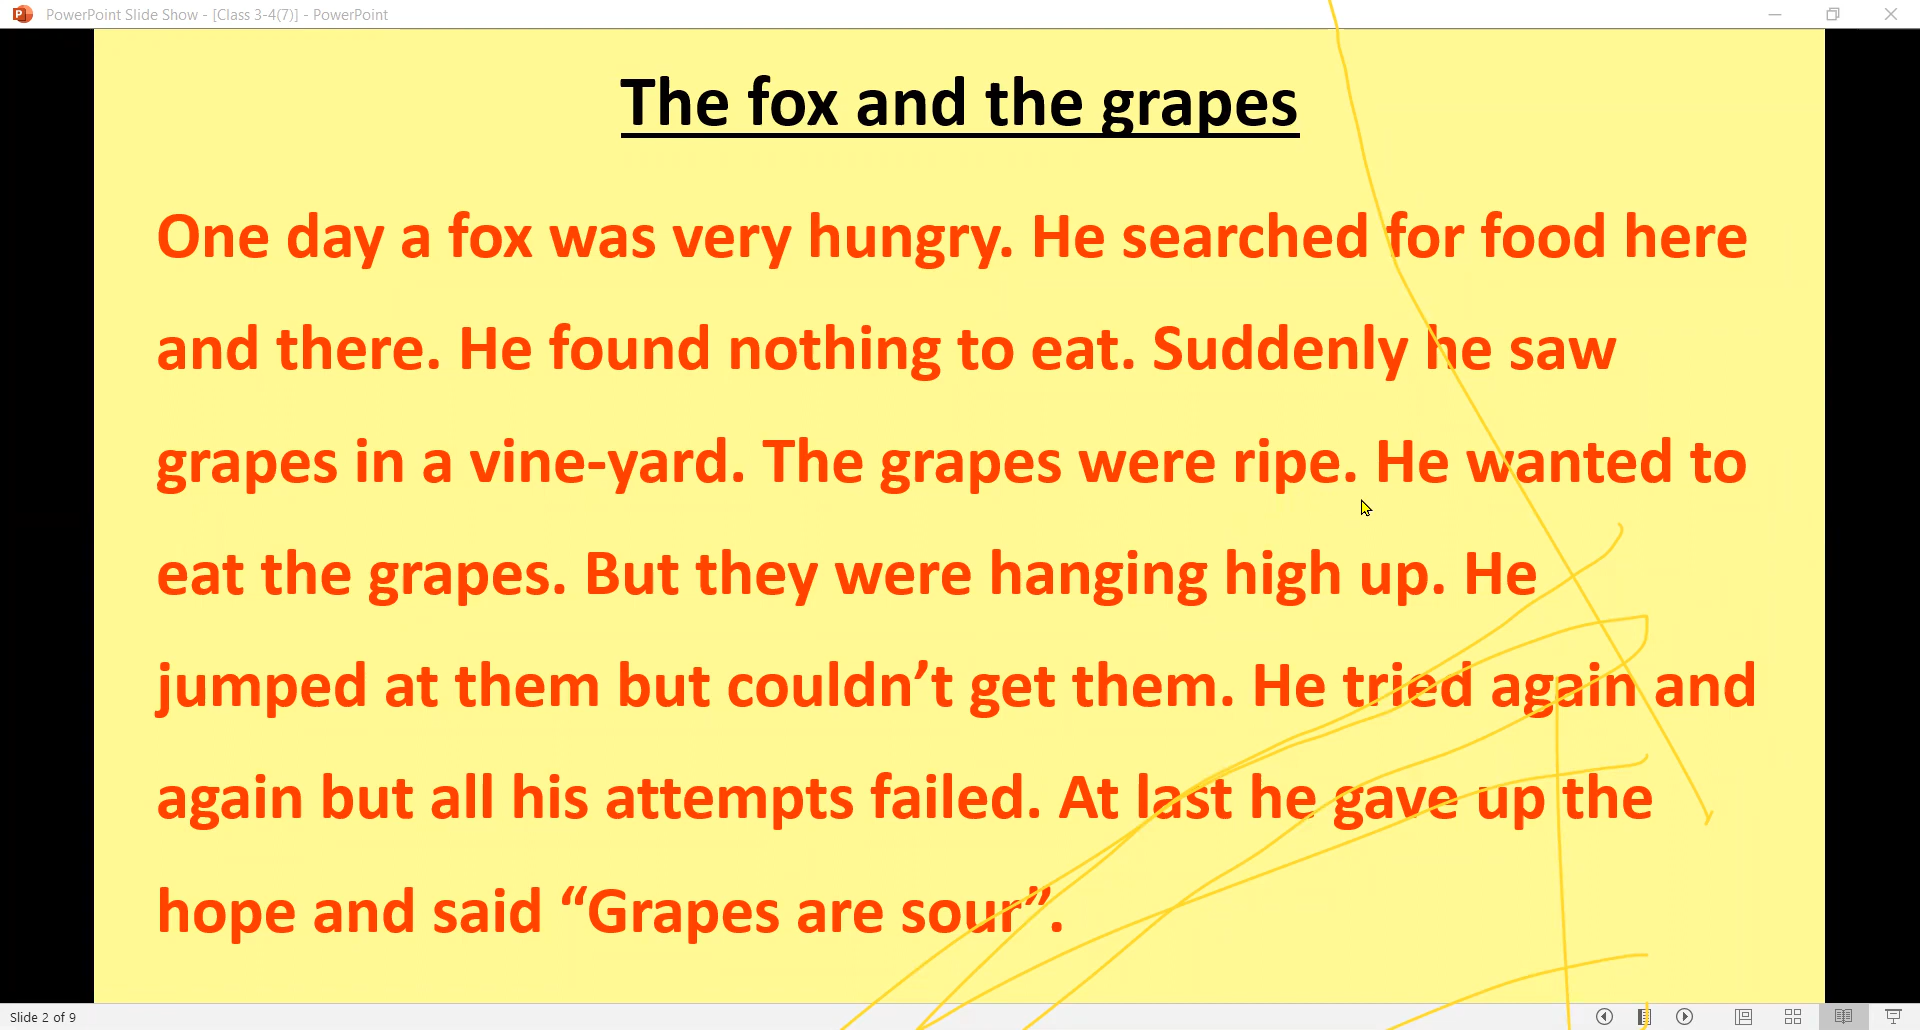 PowerPoint Slide Show - [Class 3-4(7)] - PowerPoint
The fox and the grapes
One day a fox was very hungry. He searched for food here
and there. He found nothing to eat. Suddenly he saw
grapes in a vine-yard. The grapes were ripe. He wanted to
eat the grapes. But they were hanging high up. He
jumped at them but couldn’t get them. He tried again and
again but all his attempts failed. At last he gave up the
hope and said “Grapes are sour”.
Slide 2 of 9